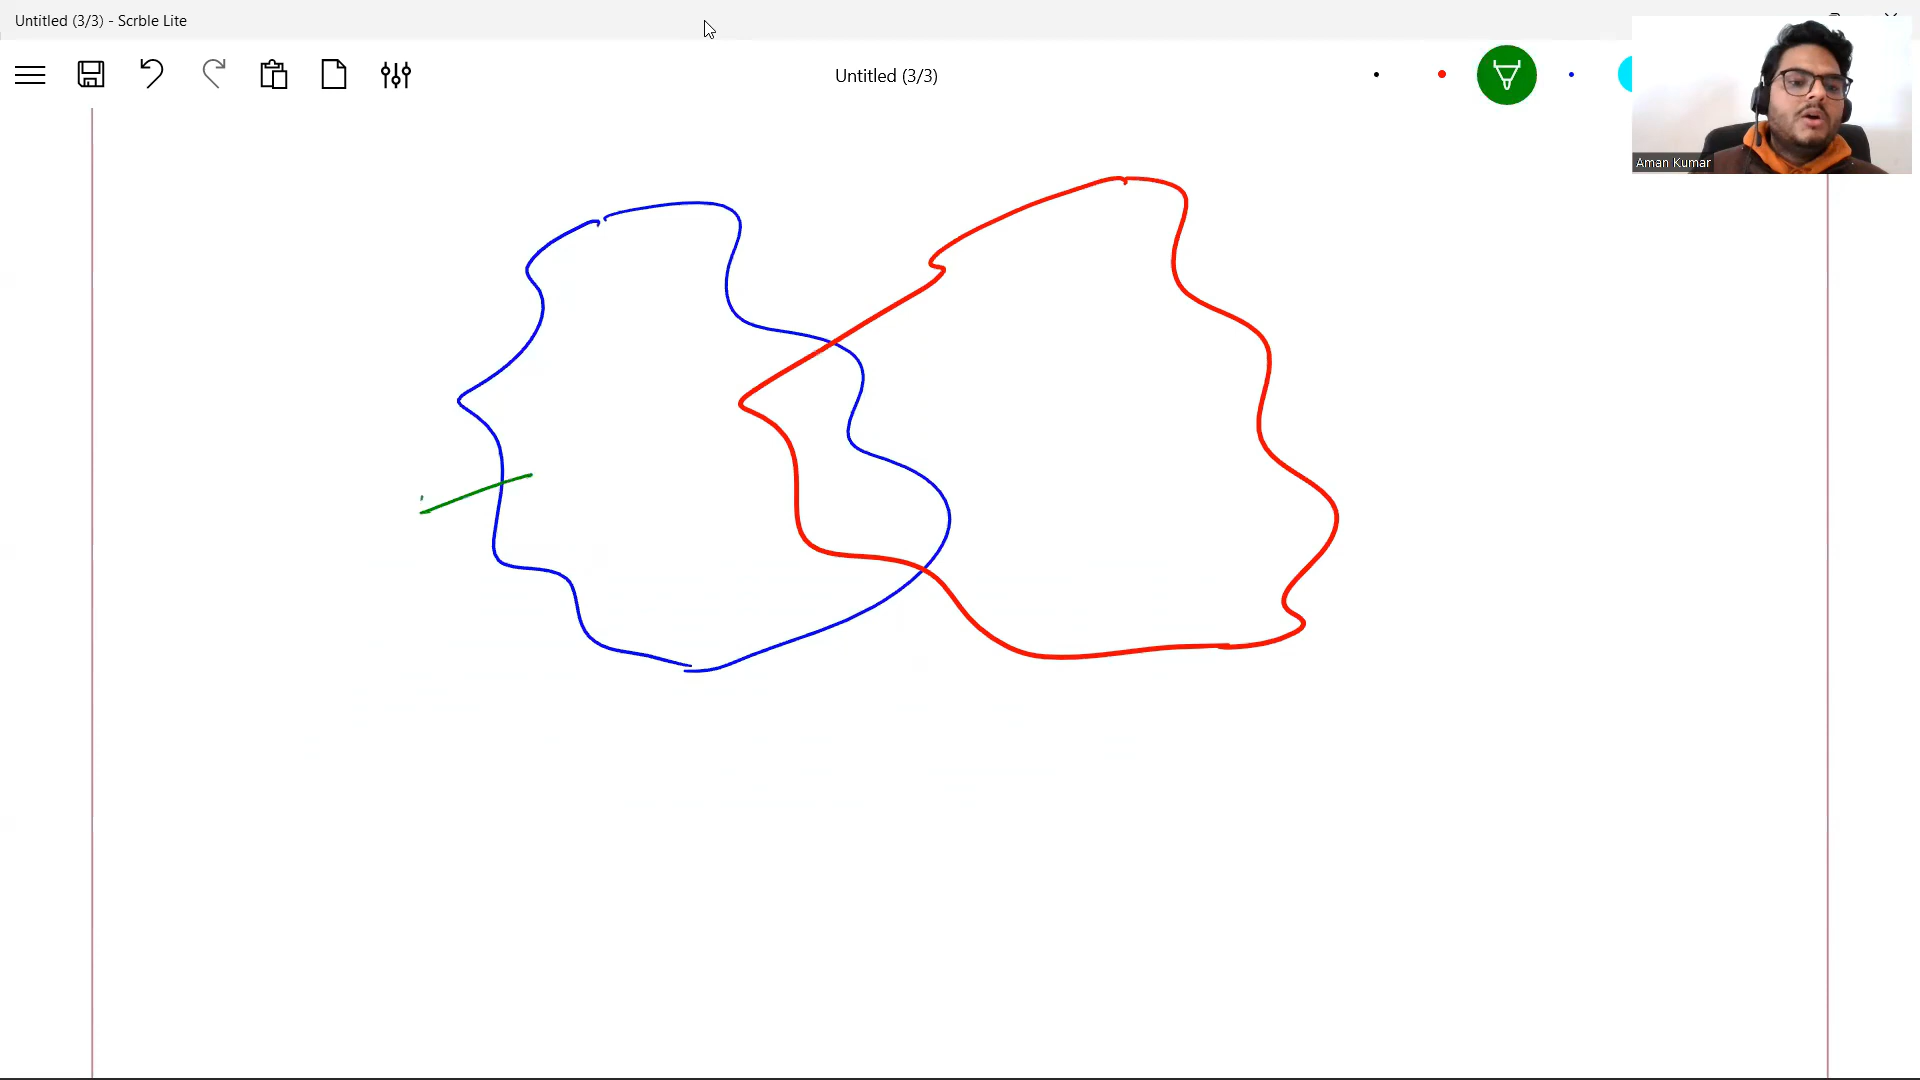 Untitled (3/3) - Scrble Lite
Untitled (3/3)
Aman Kumar